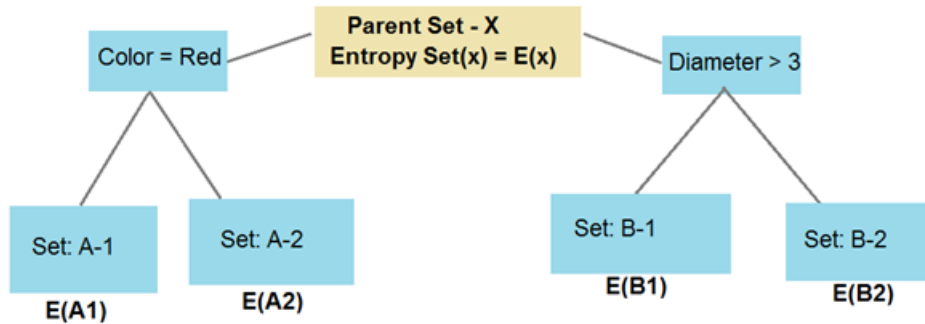 Parent Set - X
Entropy Set(x) = E(x)
Color = Red
Diameter > 3
Set: A-1
Set: A-2
Set: B-1
Set: B-2
E(A1)
E(A2)
E(B1)
E(B2)